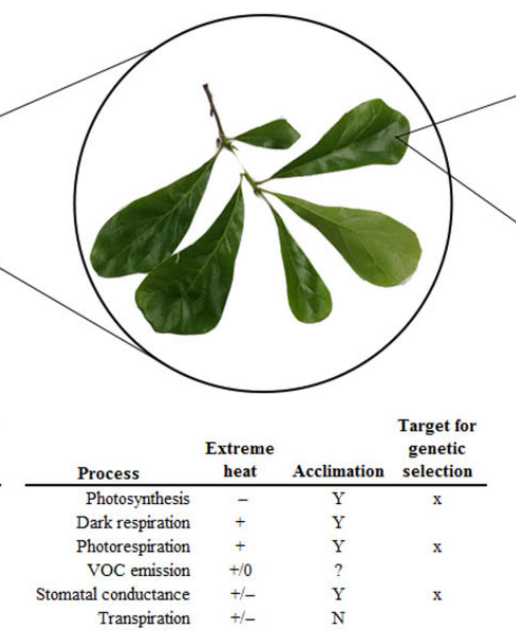 Process Extreme heat Acclimation Target for genetic selection
Photosynthesis – Y x
Dark respiration + Y
Photorespiration + Y x
VOC emission +/0 ?
Stomatal conductance +/– Y x
Transpiration +/– N